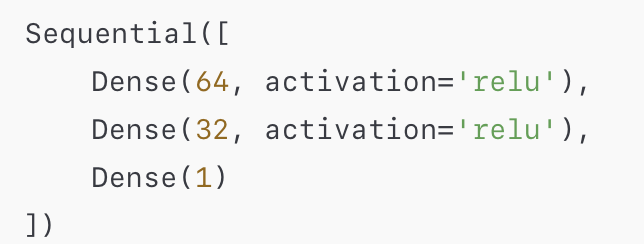 Sequential([
    Dense(64, activation='relu'),
    Dense(32, activation='relu'),
    Dense(1)
])